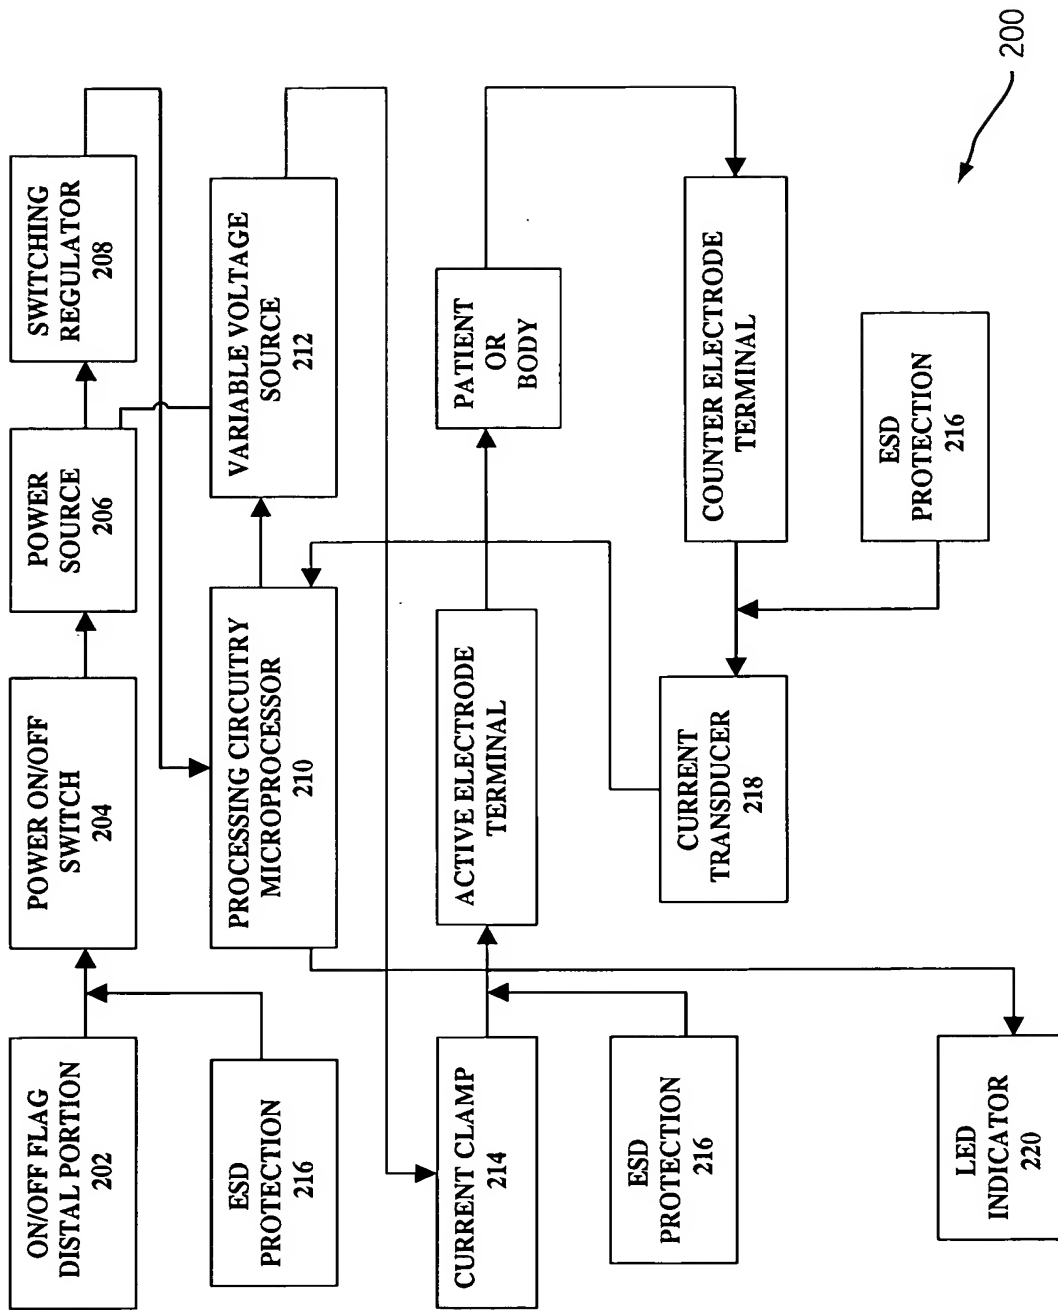 ON/OFF FLAG
DISTAL PORTION
202
POWER ON/OFF
SWITCH
204
POWER
SOURCE
206
SWITCHING
REGULATOR
208
ESD
PROTECTION
216
PROCESSING CIRCUITRY
MICROPROCESSOR
210
VARIABLE VOLTAGE
SOURCE
212
CURRENT CLAMP
214
ACTIVE ELECTRODE
TERMINAL
PATIENT
OR
BODY
ESD
PROTECTION
216
CURRENT
TRANSDUCER
218
COUNTER ELECTRODE
TERMINAL
ESD
PROTECTION
216
LED
INDICATOR
220
200